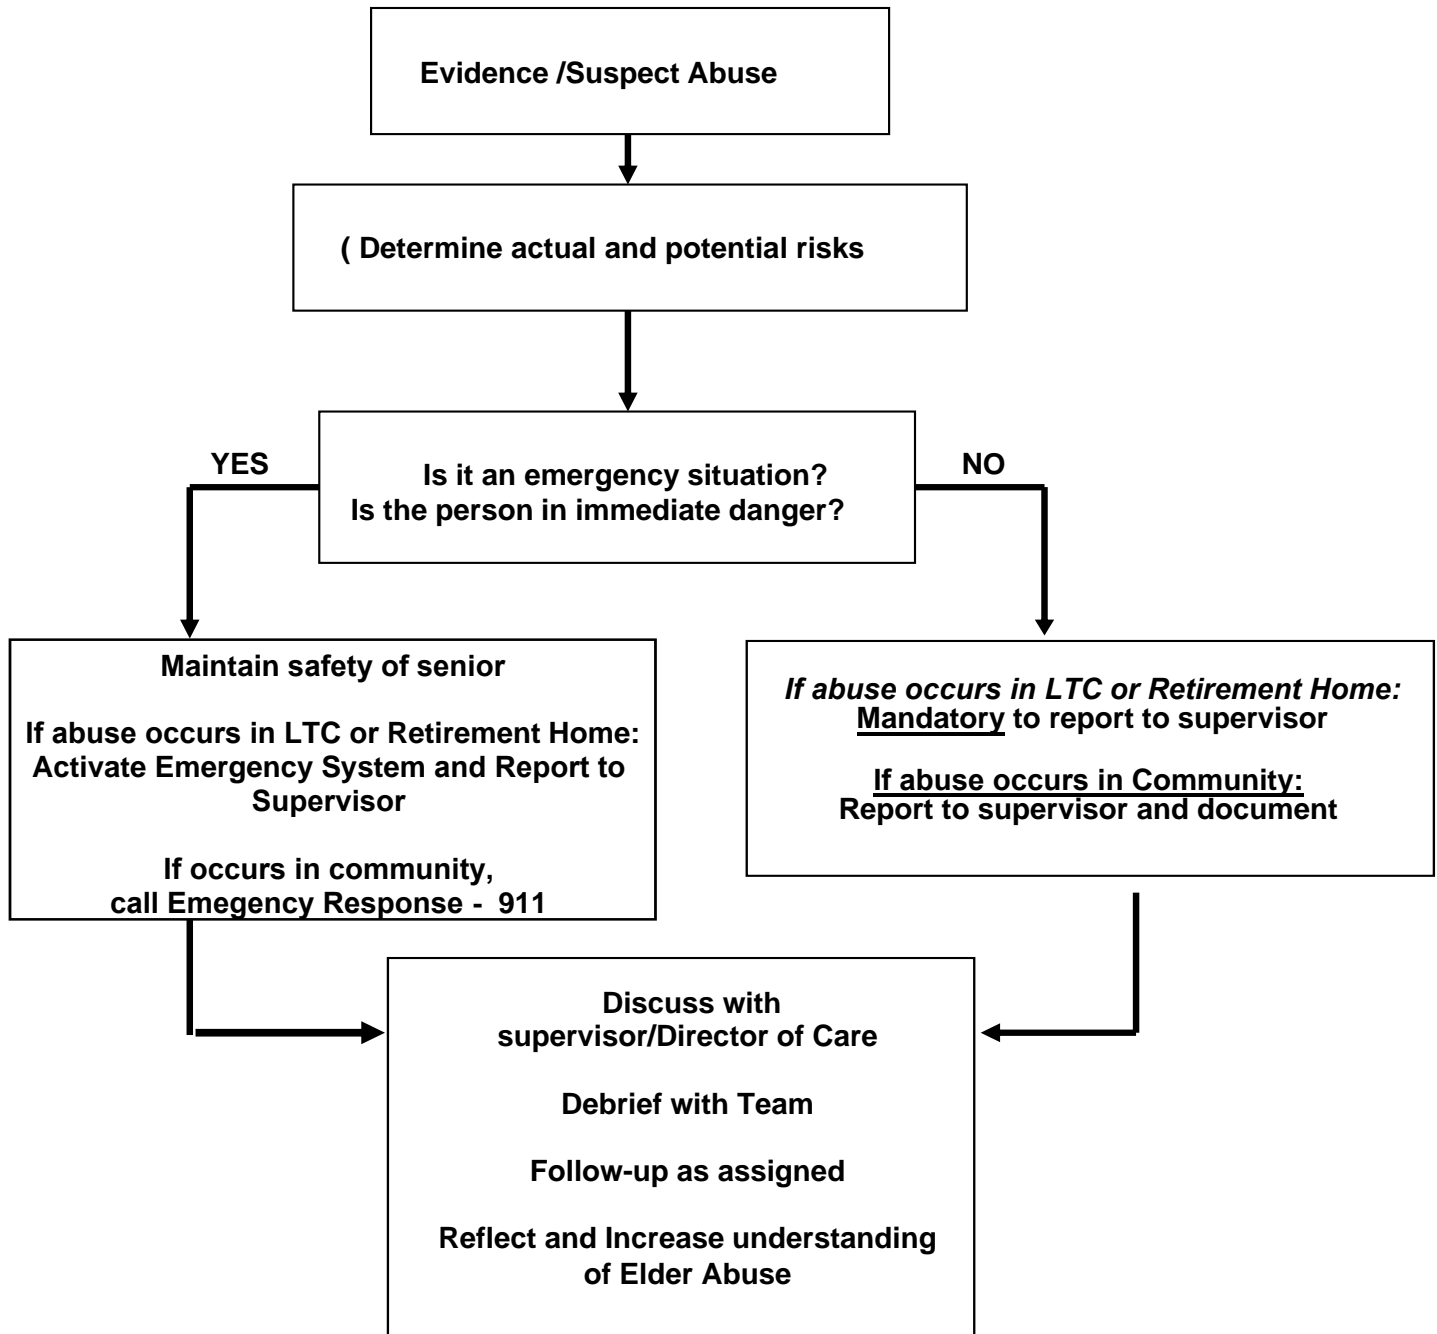 Evidence /Suspect Abuse
( Determine actual and potential risks
YES
NO
Is it an emergency situation?
Is the person in immediate danger?
Maintain safety of senior
If abuse occurs in LTC or Retirement Home:
Activate Emergency System and Report to
Supervisor
If occurs in community,
call Emegency Response - 911
If abuse occurs in LTC or Retirement Home:
Mandatory to report to supervisor
If abuse occurs in Community:
Report to supervisor and document
Discuss with
supervisor/Director of Care
Debrief with Team
Follow-up as assigned
Reflect and Increase understanding
of Elder Abuse